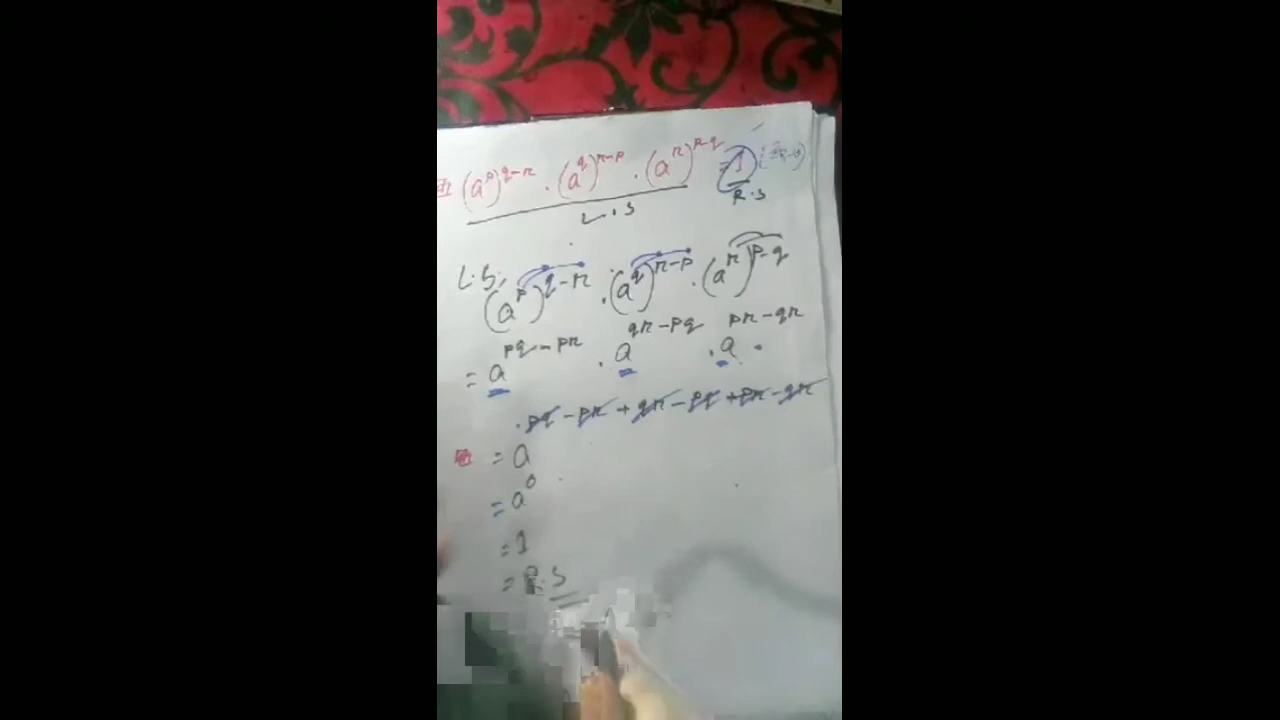 (a^p)^{q-r} . (a^q)^{r-p} . (a^r)^{p-q} = 1
L.S R.S
L.S, (a^p)^{q-r} . (a^q)^{r-p} . (a^r)^{p-q}
= a^{pq-pr} . a^{qr-pq} . a^{pr-qr}
= a^{pq-pr+qr-pq+pr-qr}
= a^0
= 1
= R.S